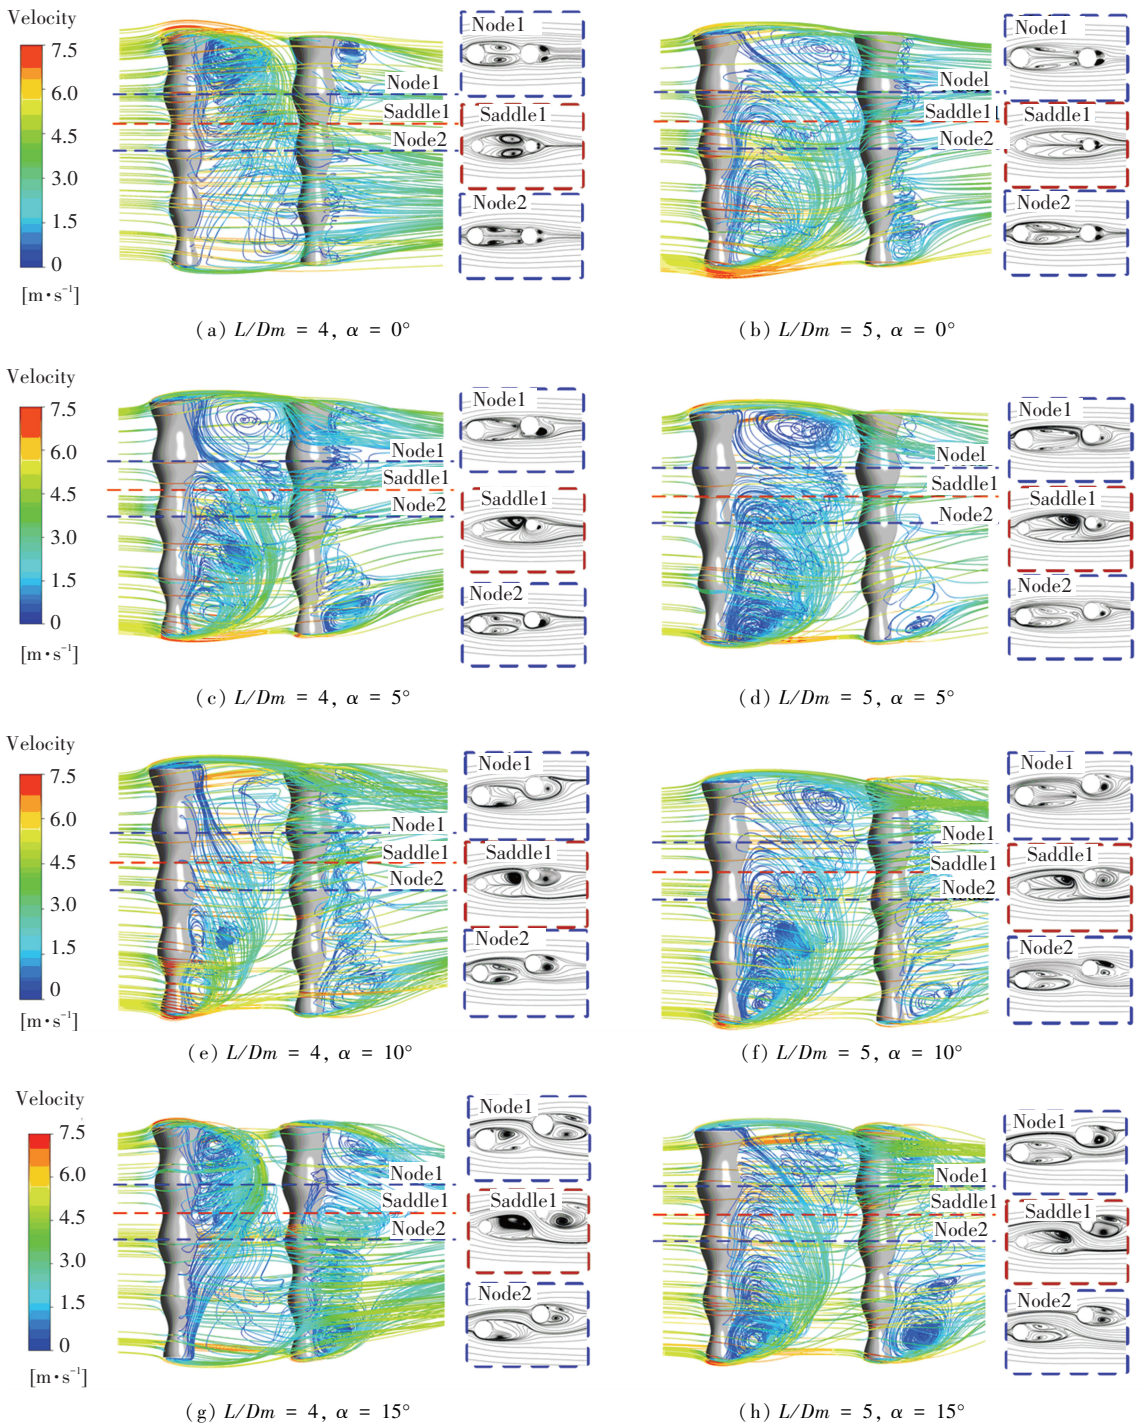 Velocity
7.5
6.0
4.5
3.0
1.5
0
[m·s⁻¹]
Node1
Saddle1
Node2
Node1
Saddle1
Node2
(a) L/Dm = 4, α = 0°
Nodel
Saddle1
Node2
Node1
Saddle1
Node2
(b) L/Dm = 5, α = 0°
Velocity
7.5
6.0
4.5
3.0
1.5
0
[m·s⁻¹]
Node1
Saddle1
Node2
Node1
Saddle1
Node2
(c) L/Dm = 4, α = 5°
Nodel
Saddle1
Node2
Node1
Saddle1
Node2
(d) L/Dm = 5, α = 5°
Velocity
7.5
6.0
4.5
3.0
1.5
0
[m·s⁻¹]
Node1
Saddle1
Node2
Node1
Saddle1
Node2
(e) L/Dm = 4, α = 10°
Node1
Saddle1
Node2
Node1
Saddle1
Node2
(f) L/Dm = 5, α = 10°
Velocity
7.5
6.0
4.5
3.0
1.5
0
[m·s⁻¹]
Node1
Saddle1
Node2
Node1
Saddle1
Node2
(g) L/Dm = 4, α = 15°
Node1
Saddle1
Node2
Node1
Saddle1
Node2
(h) L/Dm = 5, α = 15°